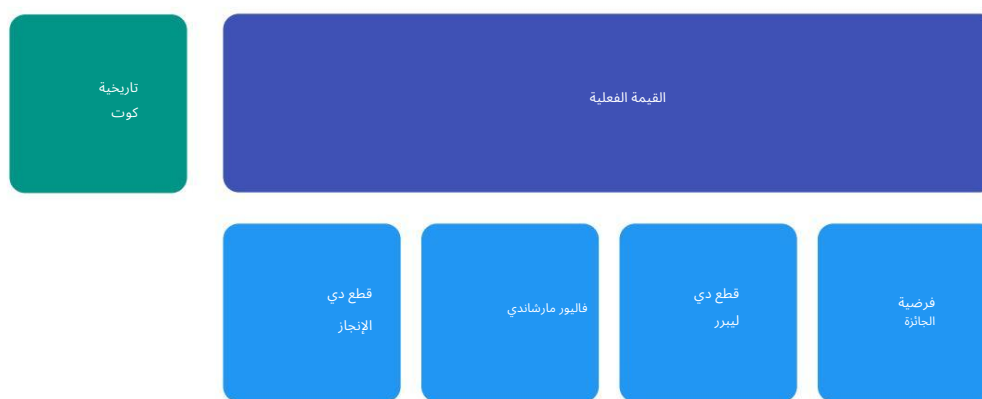 تاريخية
كوت
القيمة الفعلية
قطع دي
الإنجاز
فاليور مارشاندي
قطع دي
ليبرر
فرضية
الجائزة